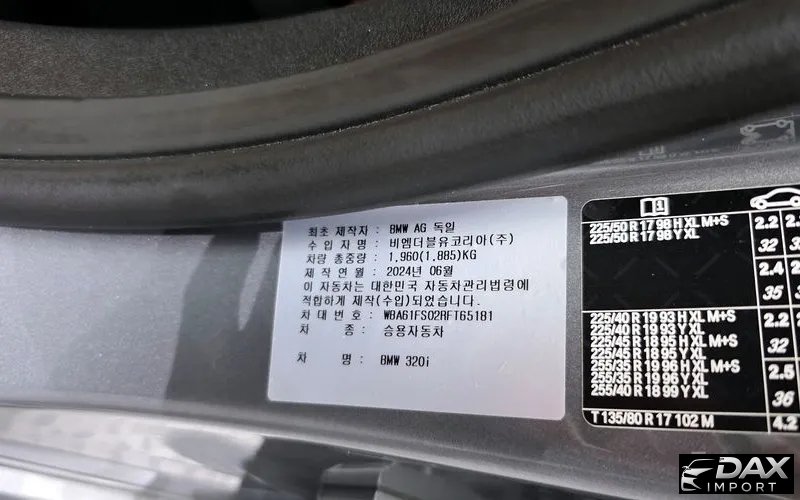 최초 제작자 : BMW AG 독일
수 입 자 명 : 비엠더블유코리아(주)
차량 총중량 : 1,960(1,885)KG
제 작 연 월 : 2024년 06월
이 자동차는 대한민국 자동차관리법령에
적합하게 제작(수입)되었습니다.
차 대 번 호 : WBA61FS02RFT65181
차 종 : 승용자동차
차 명 : BMW 320i
225/50 R 17 98 H XL M+S
225/50 R 17 98 Y XL
2.2
32
2.4
35
225/40 R 19 93 H XL M+S
225/40 R 19 93 Y XL
225/45 R 18 95 H XL M+S
225/45 R 18 95 Y XL
255/35 R 19 96 H XL M+S
255/35 R 19 96 Y XL
255/40 R 18 99 Y XL
2.2
32
2.5
36
T 135/80 R 17 102 M
4.2
DAX
IMPORT